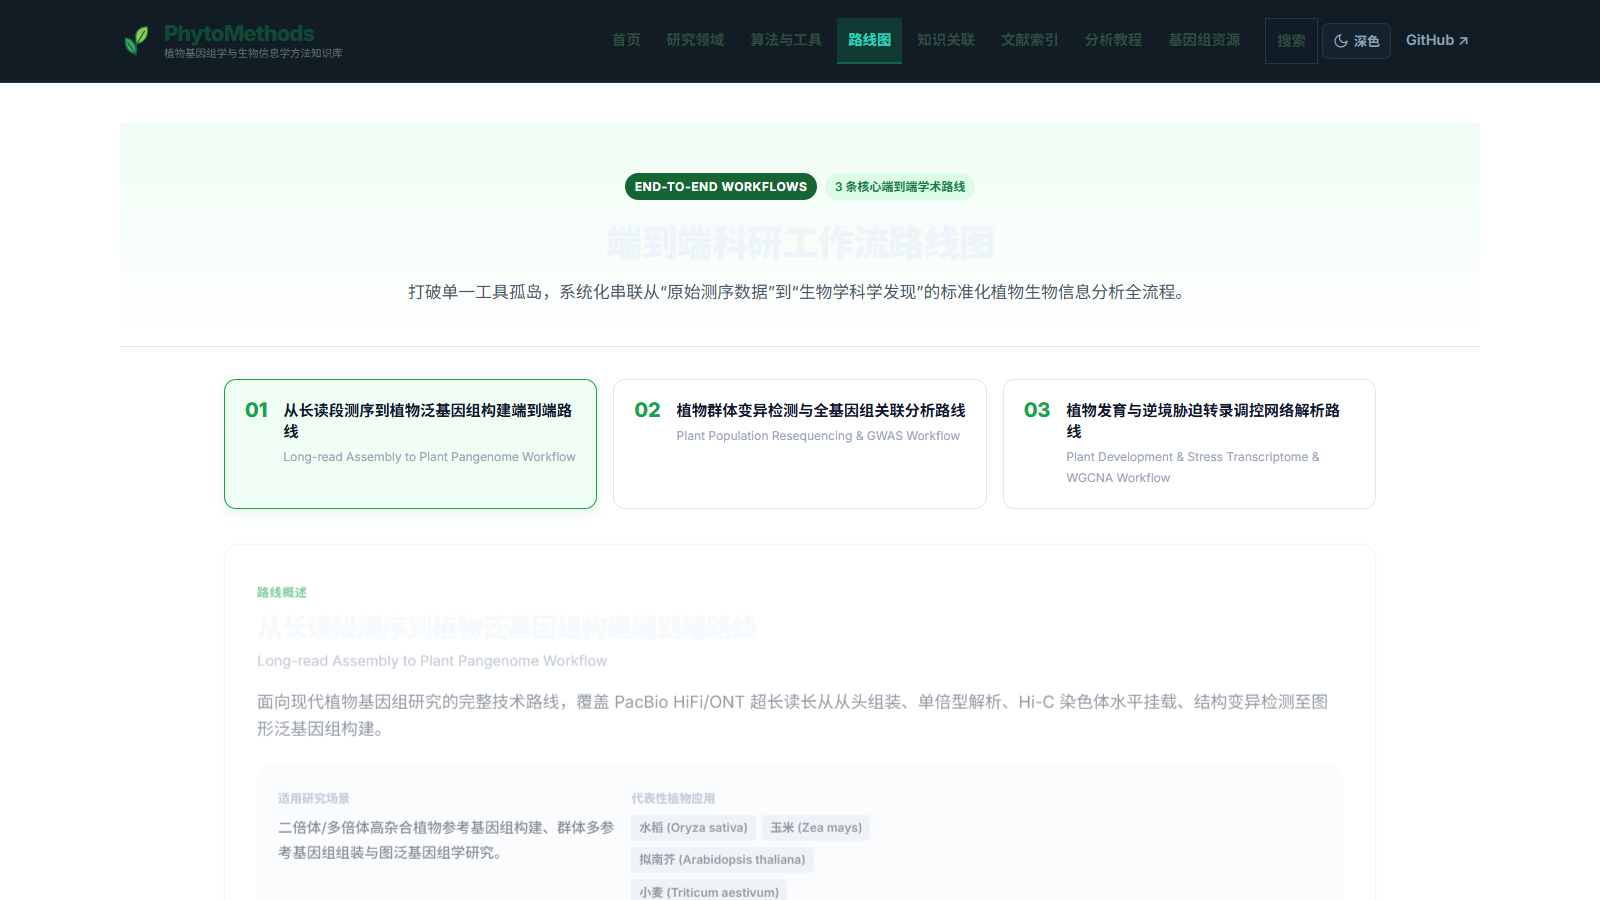 PhytoMethods
植物基因组学与生物信息学方法知识库
首页 研究领域 算法与工具 路线图 知识关联 文献索引 分析教程 基因组资源 搜索 深色 GitHub ↗
END-TO-END WORKFLOWS 3 条核心端到端学术路线
端到端科研工作流路线图
打破单一工具孤岛，系统化串联从“原始测序数据”到“生物学科学发现”的标准化植物生物信息分析全流程。
01 从长读段测序到植物泛基因组构建端到端路
线
Long-read Assembly to Plant Pangenome Workflow
02 植物群体变异检测与全基因组关联分析路线
Plant Population Resequencing & GWAS Workflow
03 植物发育与逆境胁迫转录调控网络解析路
线
Plant Development & Stress Transcriptome &
WGCNA Workflow
路线概述
从长读段测序到植物泛基因组构建端到端路线
Long-read Assembly to Plant Pangenome Workflow
面向现代植物基因组研究的完整技术路线，覆盖 PacBio HiFi/ONT 超长读长从从头组装、单倍型解析、Hi-C 染色体水平挂载、结构变异检测至图
形泛基因组构建。
适用研究场景
二倍体/多倍体高杂合植物参考基因组构建、群体多参
考基因组组装与图泛基因组学研究。
代表性植物应用
水稻 (Oryza sativa) 玉米 (Zea mays)
拟南芥 (Arabidopsis thaliana)
小麦 (Triticum aestivum)